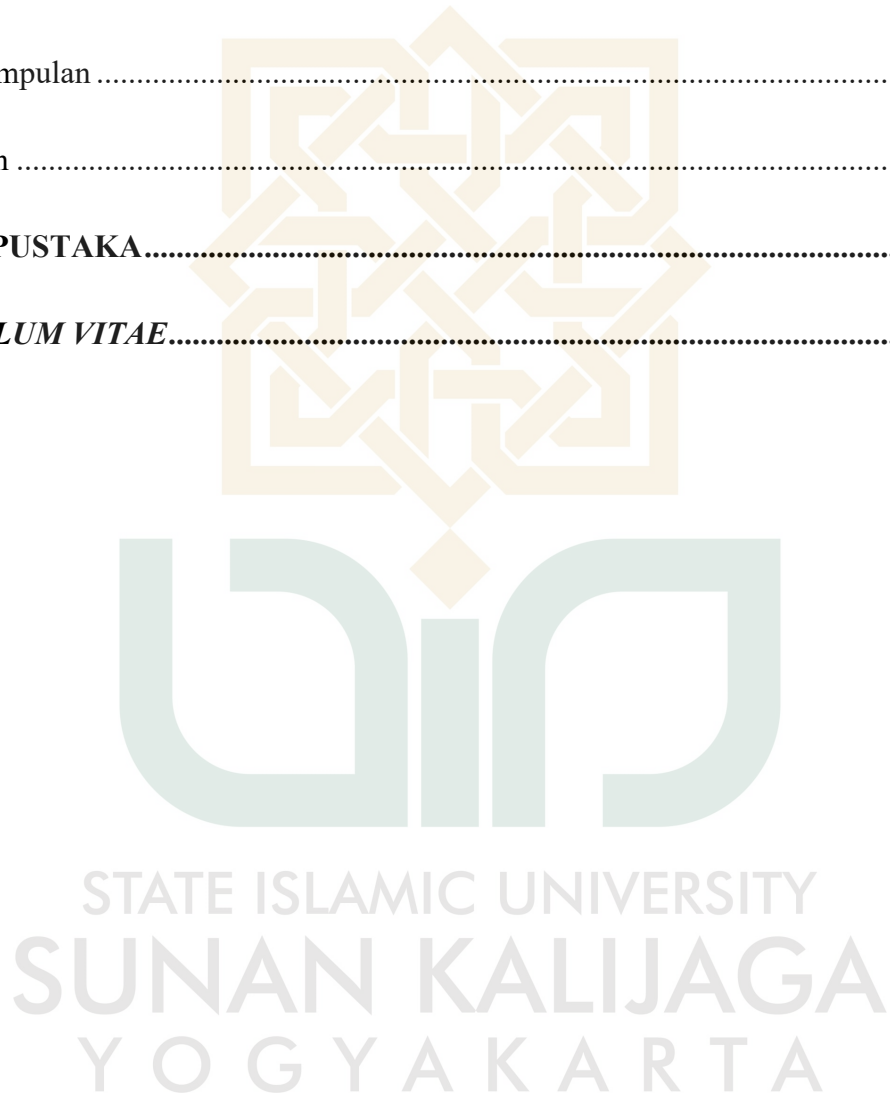 mpulan ................................................................................................
n ................................................................................................
PUSTAKA................................................................................................
LUM VITAE................................................................................................
STATE ISLAMIC UNIVERSITY
SUNAN KALIJAGA
YOGYAKARTA